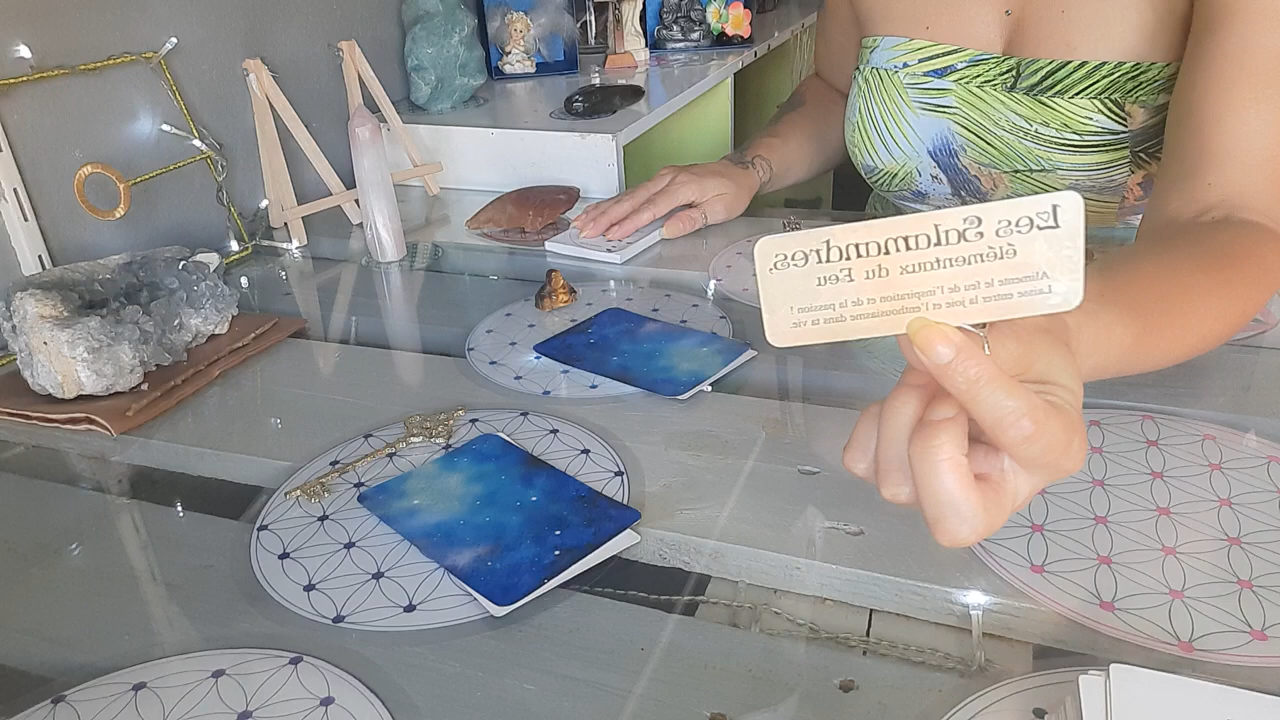 Les Salamandres,
élémentaux du Feu
Alimente le feu de l'inspiration et de la passion !
Laisse entrer la joie et l'enthousiasme dans ta vie.